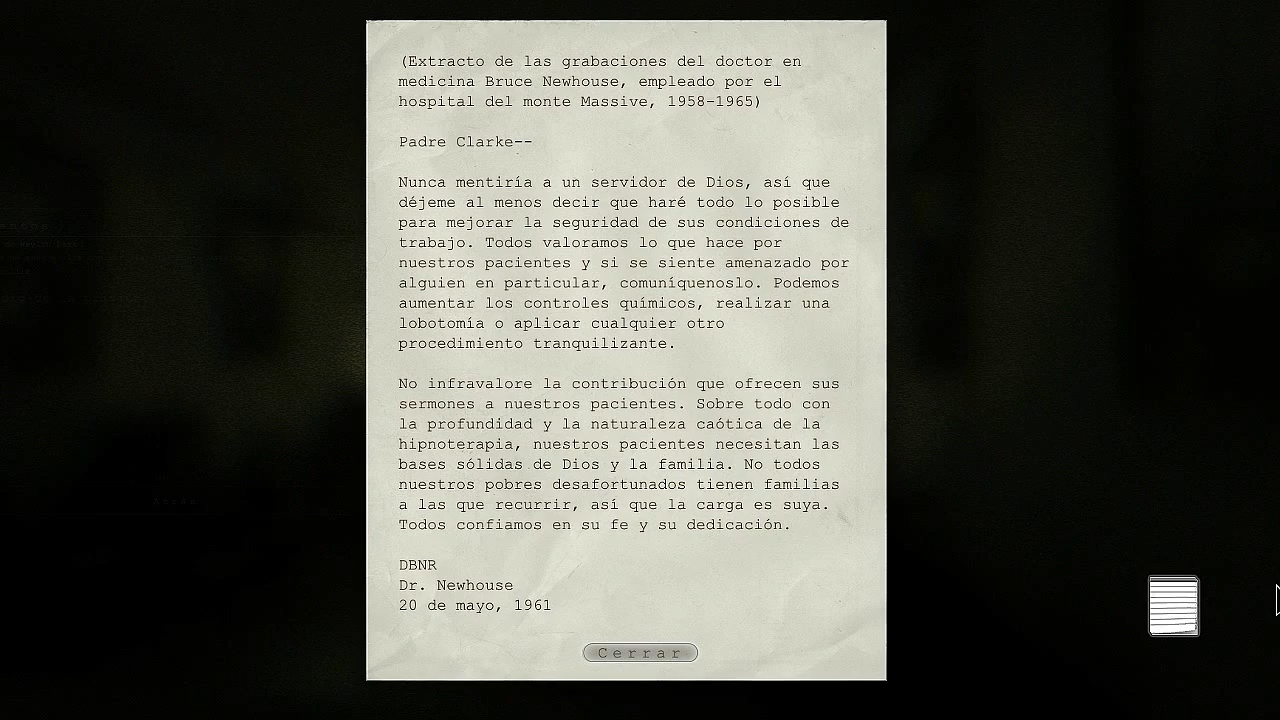 (Extracto de las grabaciones del doctor en
medicina Bruce Newhouse, empleado por el
hospital del monte Massive, 1958-1965)
Padre Clarke--
Nunca mentiría a un servidor de Dios, así que
déjeme al menos decir que haré todo lo posible
para mejorar la seguridad de sus condiciones de
trabajo. Todos valoramos lo que hace por
nuestros pacientes y si se siente amenazado por
alguien en particular, comuníquenoslo. Podemos
aumentar los controles químicos, realizar una
lobotomía o aplicar cualquier otro
procedimiento tranquilizante.
No infravalore la contribución que ofrecen sus
sermones a nuestros pacientes. Sobre todo con
la profundidad y la naturaleza caótica de la
hipnoterapia, nuestros pacientes necesitan las
bases sólidas de Dios y la familia. No todos
nuestros pobres desafortunados tienen familias
a las que recurrir, así que la carga es suya.
Todos confiamos en su fe y su dedicación.
DBNR
Dr. Newhouse
20 de mayo, 1961
Cerrar